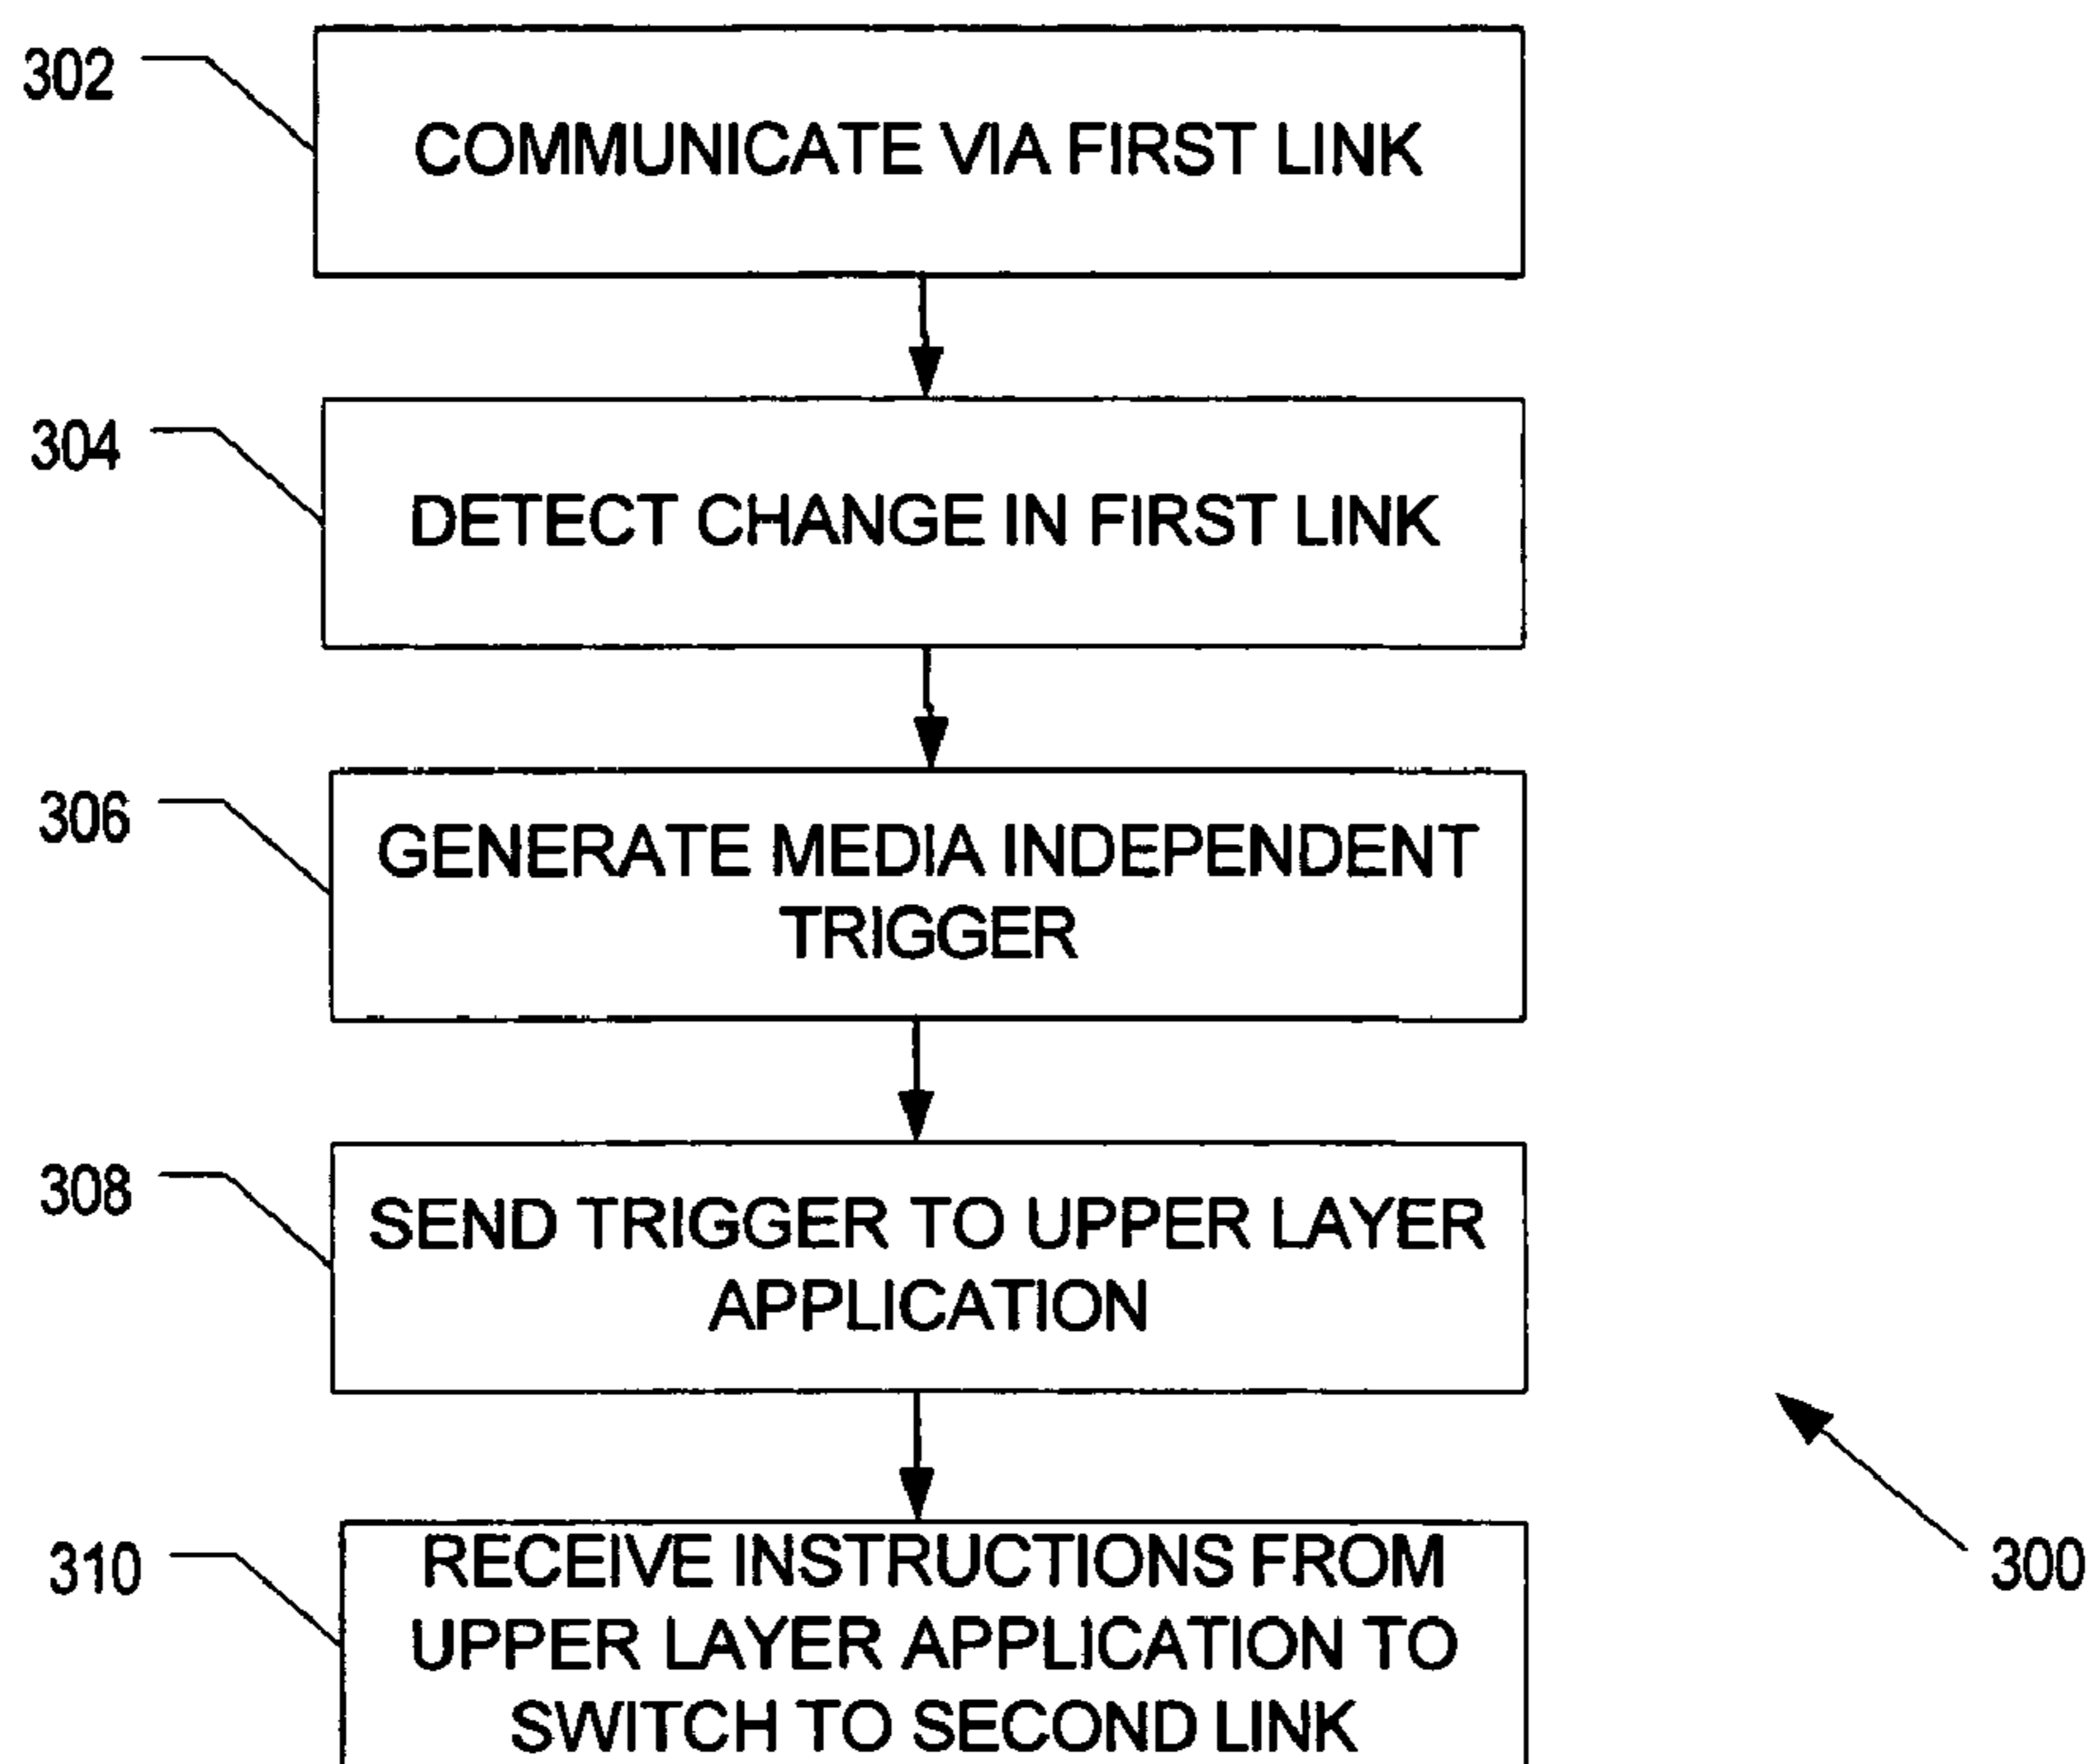 302
COMMUNICATE VIA FIRST LINK
304
DETECT CHANGE IN FIRST LINK
306
GENERATE MEDIA INDEPENDENT
TRIGGER
308
SEND TRIGGER TO UPPER LAYER
APPLICATION
310
RECEIVE INSTRUCTIONS FROM
UPPER LAYER APPLICATION TO
SWITCH TO SECOND LINK
300